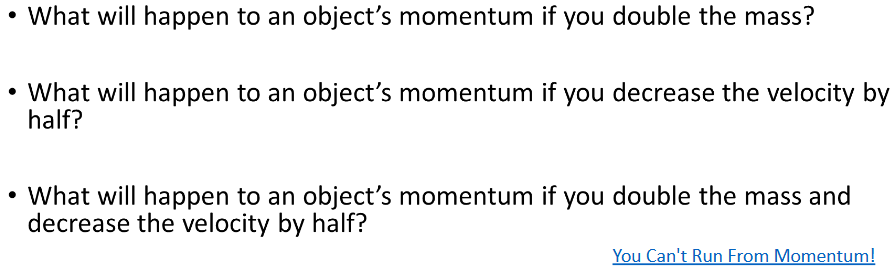 • What will happen to an object’s momentum if you double the mass?
• What will happen to an object’s momentum if you decrease the velocity by
half?
• What will happen to an object’s momentum if you double the mass and
decrease the velocity by half?
You Can't Run From Momentum!